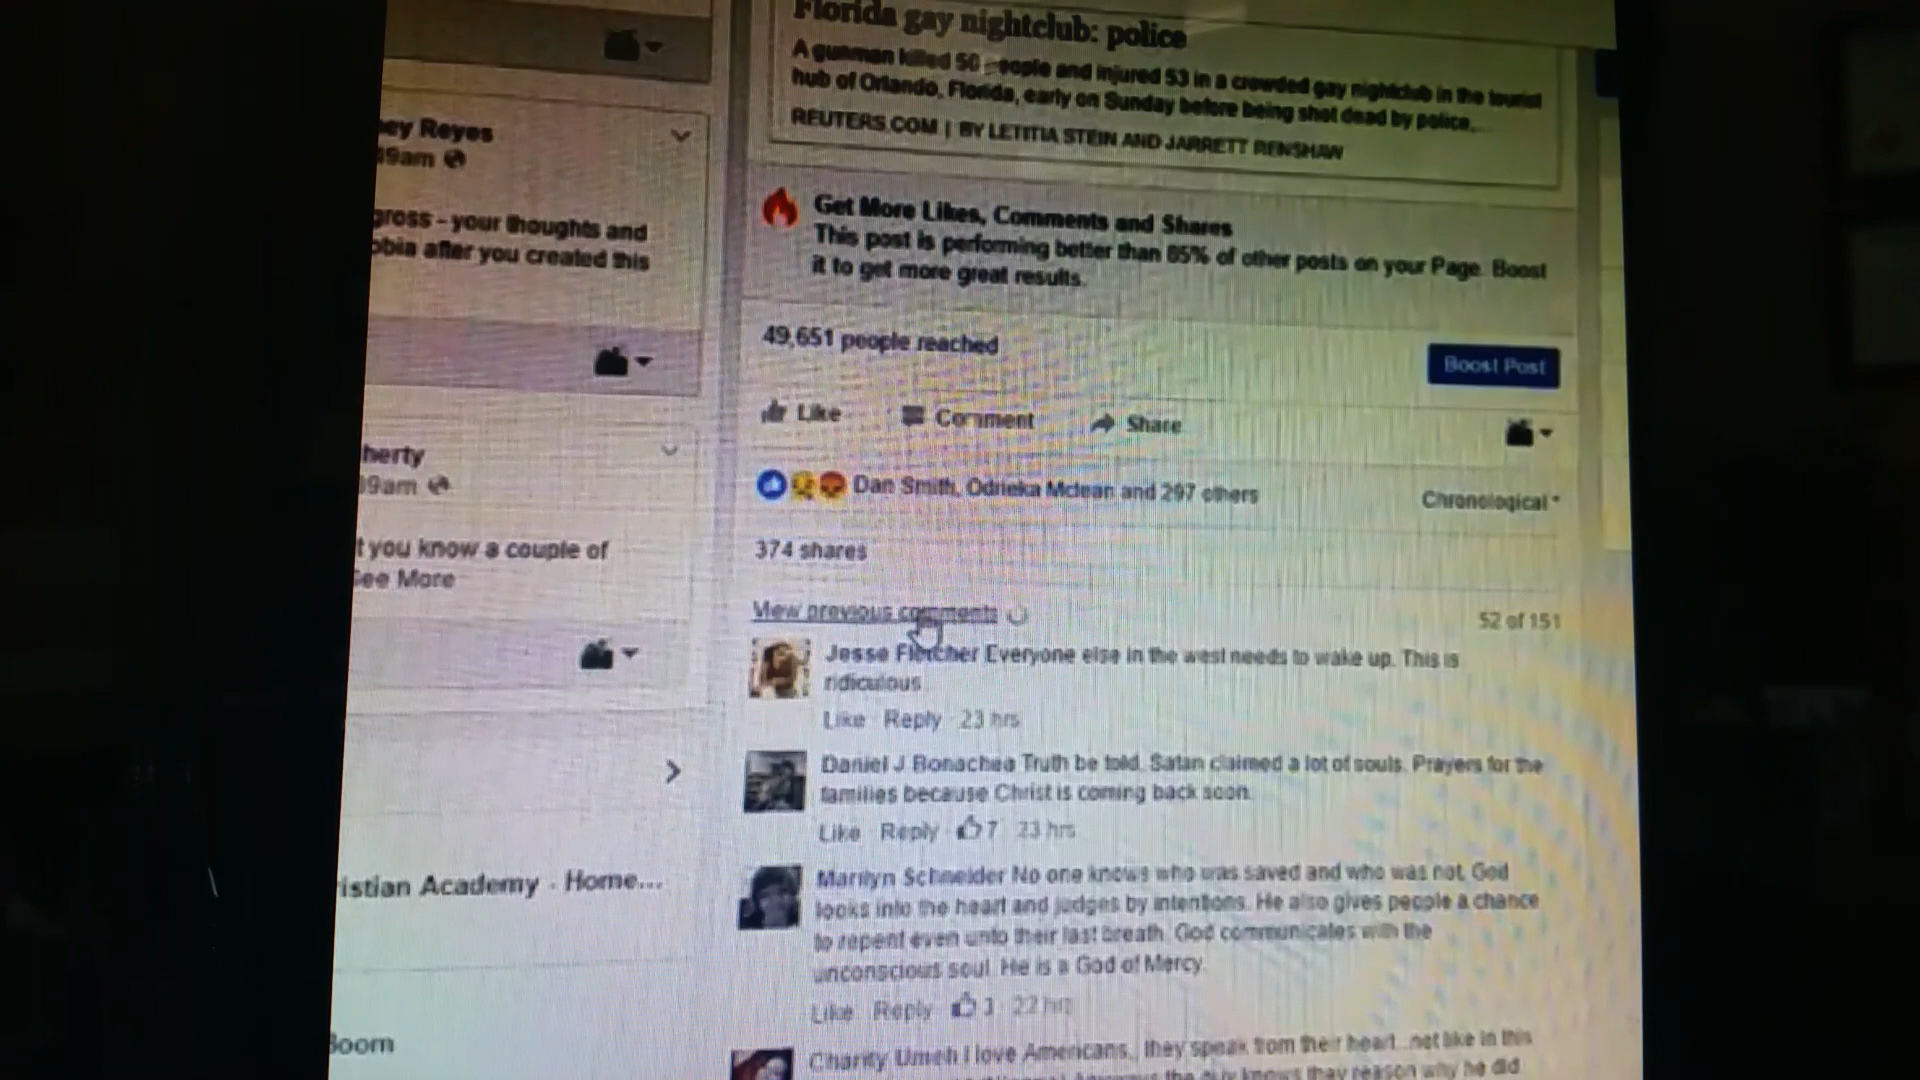 Florida gay nightclub: police
A gunman killed 50 people and injured 53 in a crowded gay nightclub in the tourist
hub of Orlando, Florida, early on Sunday before being shot dead by police,...
REUTERS.COM | BY LETITIA STEIN AND JARRETT RENSHAW
Get More Likes, Comments and Shares
This post is performing better than 85% of other posts on your Page. Boost
it to get more great results.
49,651 people reached
Boost Post
Like Comment Share
Dan Smith, Odrieka Mclean and 297 others
Chronological
374 shares
View previous comments
52 of 151
Jesse Fletcher Everyone else in the west needs to wake up. This is
ridiculous
Like Reply 23 hrs
Daniel J Bonachea Truth be told. Satan claimed a lot of souls. Prayers for the
families because Christ is coming back soon.
Like Reply 7 23 hrs
Marilyn Schneider No one knows who was saved and who was not. God
looks into the heart and judges by intentions. He also gives people a chance
to repent even unto their last breath. God communicates with the
unconscious soul. He is a God of Mercy.
Like Reply 3 22 hrs
Charity Umeh I love Americans.. they speak from their heart...not like in this
the guy knows they reason why he did
ey Reyes
9am
gross - your thoughts and
obia after you created this
herty
9am
t you know a couple of
See More
istian Academy - Home...
Boom